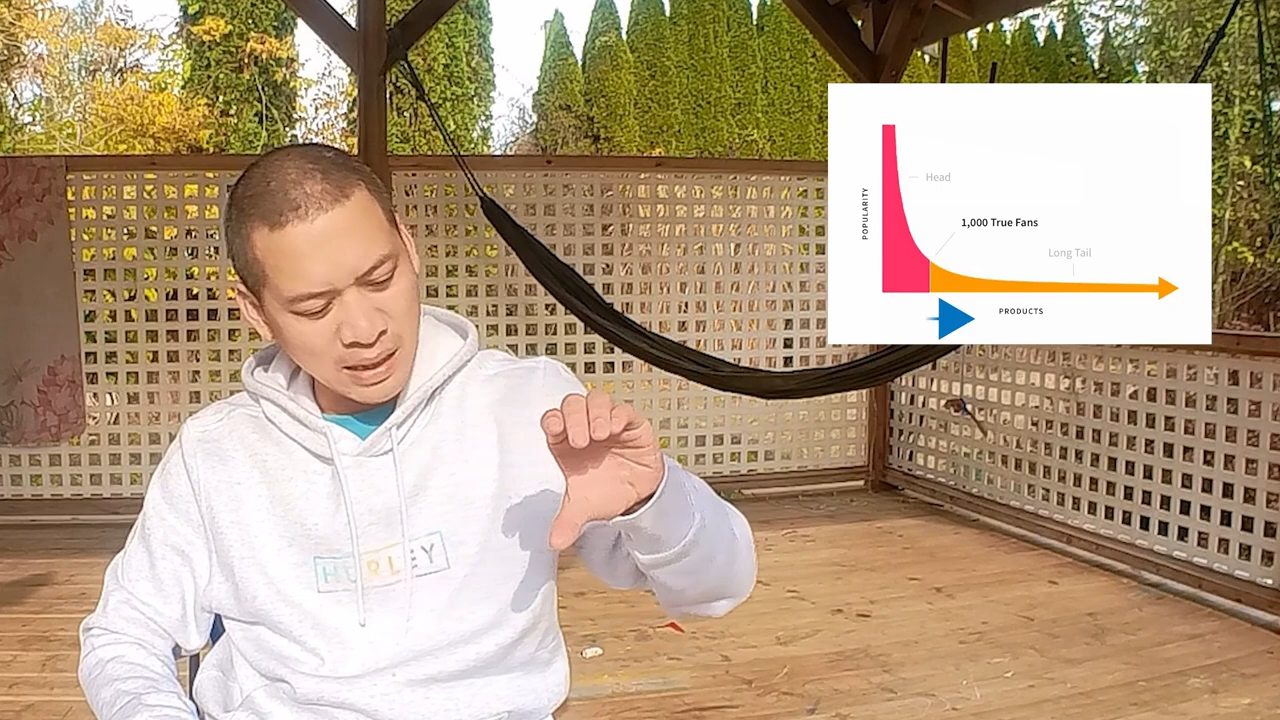 HURLEY
Head
POPULARITY
1,000 True Fans
Long Tail
PRODUCTS